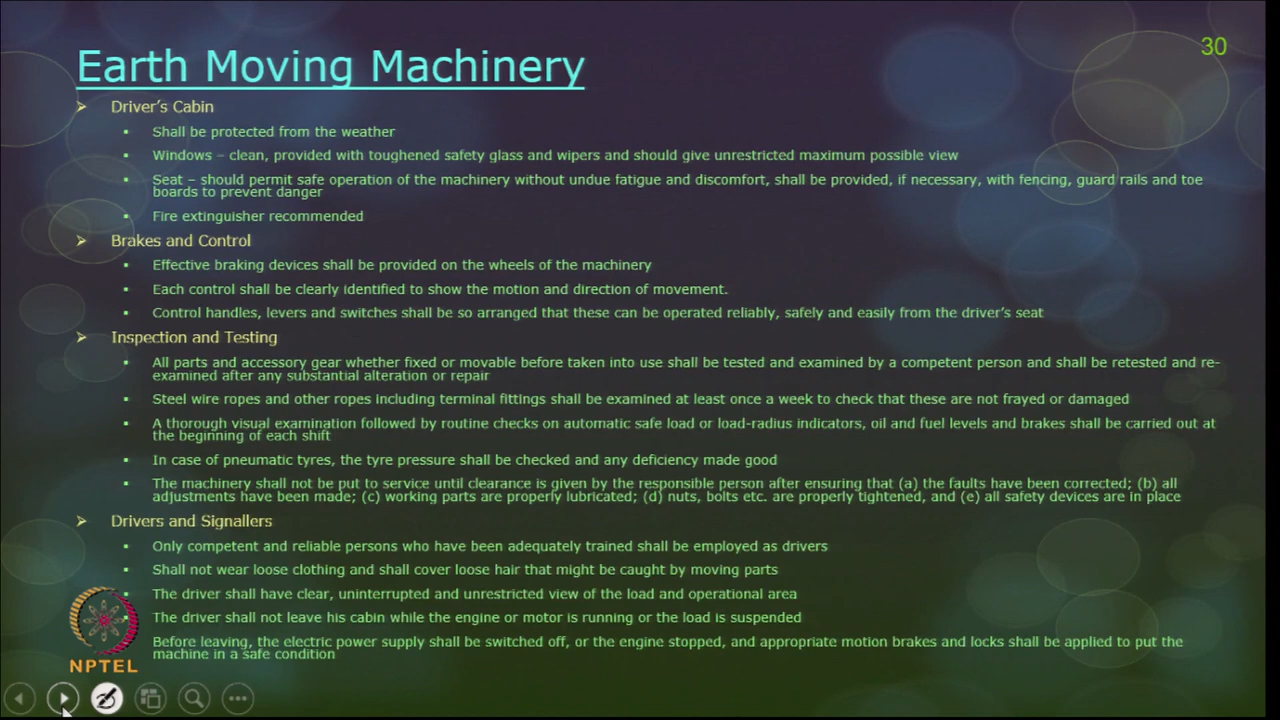 30
Earth Moving Machinery
Driver's Cabin
Shall be protected from the weather
Windows – clean, provided with toughened safety glass and wipers and should give unrestricted maximum possible view
Seat – should permit safe operation of the machinery without undue fatigue and discomfort, shall be provided, if necessary, with fencing, guard rails and toe
boards to prevent danger
Fire extinguisher recommended
Brakes and Control
Effective braking devices shall be provided on the wheels of the machinery
Each control shall be clearly identified to show the motion and direction of movement.
Control handles, levers and switches shall be so arranged that these can be operated reliably, safely and easily from the driver's seat
Inspection and Testing
All parts and accessory gear whether fixed or movable before taken into use shall be tested and examined by a competent person and shall be retested and re-
examined after any substantial alteration or repair
Steel wire ropes and other ropes including terminal fittings shall be examined at least once a week to check that these are not frayed or damaged
A thorough visual examination followed by routine checks on automatic safe load or load-radius indicators, oil and fuel levels and brakes shall be carried out at
the beginning of each shift
In case of pneumatic tyres, the tyre pressure shall be checked and any deficiency made good
The machinery shall not be put to service until clearance is given by the responsible person after ensuring that (a) the faults have been corrected; (b) all
adjustments have been made; (c) working parts are properly lubricated; (d) nuts, bolts etc. are properly tightened, and (e) all safety devices are in place
Drivers and Signallers
Only competent and reliable persons who have been adequately trained shall be employed as drivers
Shall not wear loose clothing and shall cover loose hair that might be caught by moving parts
The driver shall have clear, uninterrupted and unrestricted view of the load and operational area
The driver shall not leave his cabin while the engine or motor is running or the load is suspended
Before leaving, the electric power supply shall be switched off, or the engine stopped, and appropriate motion brakes and locks shall be applied to put the
machine in a safe condition
NPTEL